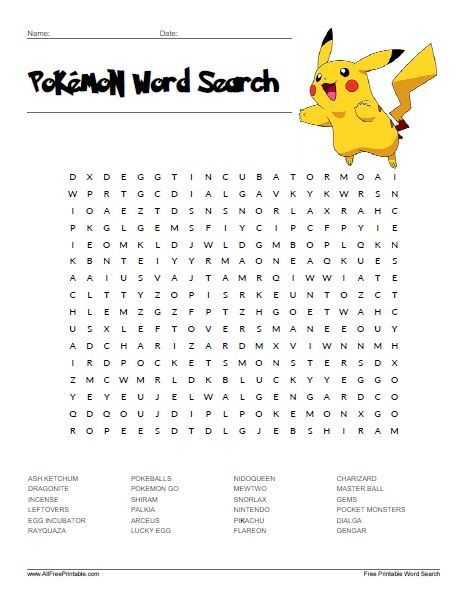 Name: Date:
PoKéMoN Word Search
D X D E G G T I N C U B A T O R M O A I
W P R T G C D I A L G A V K Y K W R S N
I O A E Z T D S N S N O R L A X R A H C
P K G L G E M S F I Y C I P C F P Y I E
I E O M K L D J W L D G M B O P L Q K N
K B N T E I Y Y R M A O N E A Q K U E S
A A I U S V A J T A M R Q I W W I A T E
C L T T Y Z O P I S R K E U N T O Z C T
H L E M Z G Z F P T Z H G O E T W A H C
U S X L E F T O V E R S M A N E E O U Y
A D C H A R I Z A R D M X V I W N N M H
I R D P O C K E T S M O N S T E R S D X
Z M C W M R L D K B L U C K Y Y E G G O
Y E Y E U J E L W A L G E N G A R D C O
Q D Q O U J D I P L P O K E M O N X G O
R O P E E S D T D L G J E B S H I R A M
ASH KETCHUM POKEBALLS NIDOQUEEN CHARIZARD
DRAGONITE POKEMON GO MEWTWO MASTER BALL
INCENSE SHIRAM SNORLAX GEMS
LEFTOVERS PALKIA NINTENDO POCKET MONSTERS
EGG INCUBATOR ARCEUS PIKACHU DIALGA
RAYQUAZA LUCKY EGG FLAREON GENGAR
www.AllFreePrintable.com Free Printable Word Search